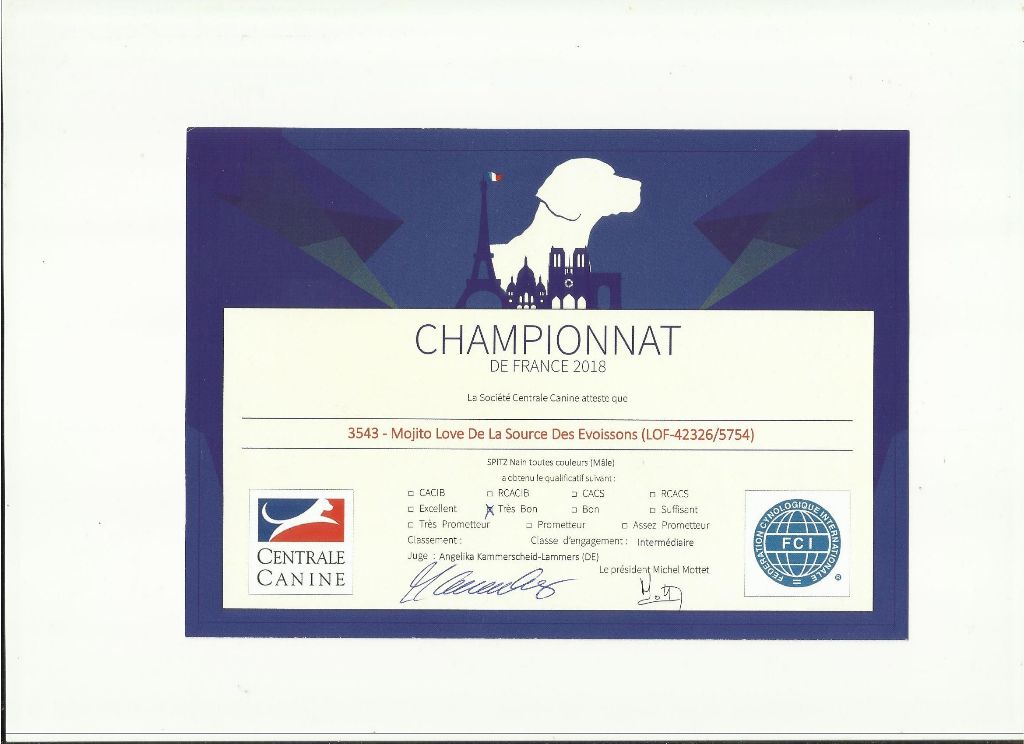 CHAMPIONNAT
DE FRANCE 2018
La Société Centrale Canine atteste que
3543 - Mojito Love De La Source Des Evoissons (LOF-42326/5754)
SPITZ Nain toutes couleurs (Mâle)
a obtenu le qualificatif suivant :
CACIB RCACIB CACS RCACS
Excellent Très Bon Bon Suffisant
Très Prometteur Prometteur Assez Prometteur
Classement : Classe d'engagement : Intermédiaire
Juge : Angelika Kammerscheid-Lammers (DE)
Le président Michel Mottet
CENTRALE
CANINE
FEDERATION CYNOLOGIQUE INTERNATIONALE
FCI